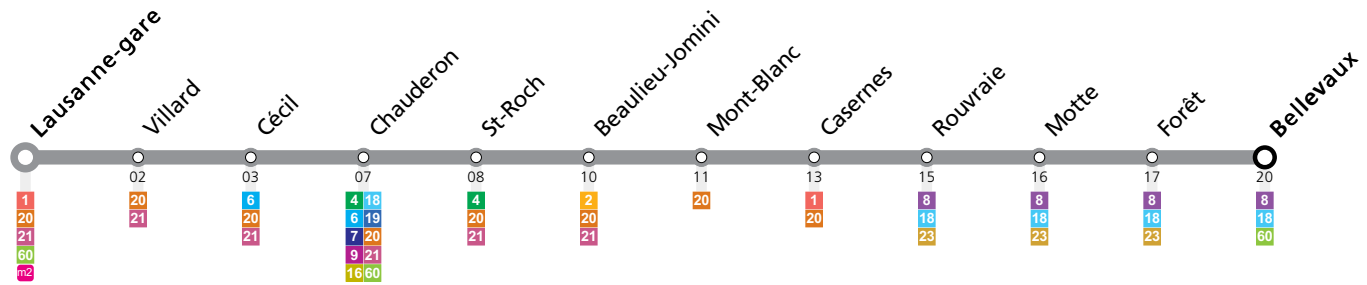 Lausanne-gare
Villard
Cécil
Chauderon
St-Roch
Beaulieu-Jomini
Mont-Blanc
Casernes
Rouvraie
Motte
Forêt
Bellevaux
02 03 07 08 10 11 13 15 16 17 20
1 20 6 4 18 4 2 20 1 8 8 8 8
20 21 20 6 19 20 20 20 18 18 18 18
21 21 7 20 21 21 23 23 23 60
60 9 21
m2 16 60